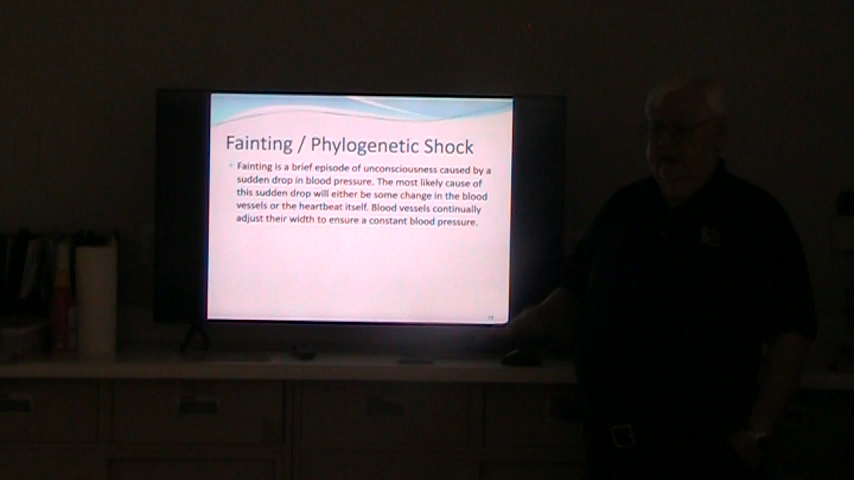 Fainting / Phylogenetic Shock
Fainting is a brief episode of unconsciousness caused by a
sudden drop in blood pressure. The most likely cause of
this sudden drop will either be some change in the blood
vessels or the heartbeat itself. Blood vessels continually
adjust their width to ensure a constant blood pressure.